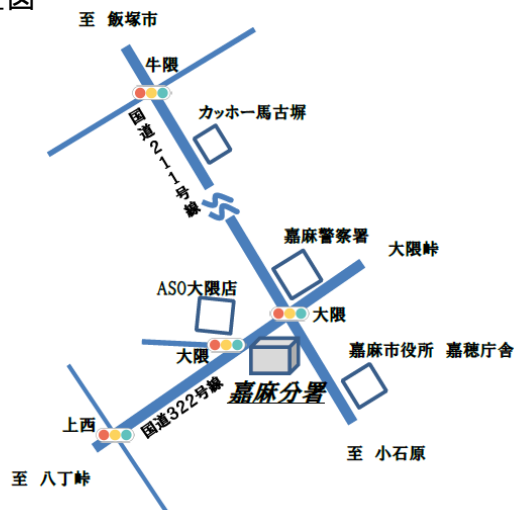 至 飯塚市
牛隈
カッホー馬古塀
国道211号線
嘉麻警察署
大隈峠
ASO大隈店
大隈
大隈
嘉麻市役所 嘉穂庁舎
嘉麻分署
国道322号線
上西
至 小石原
至 八丁峠